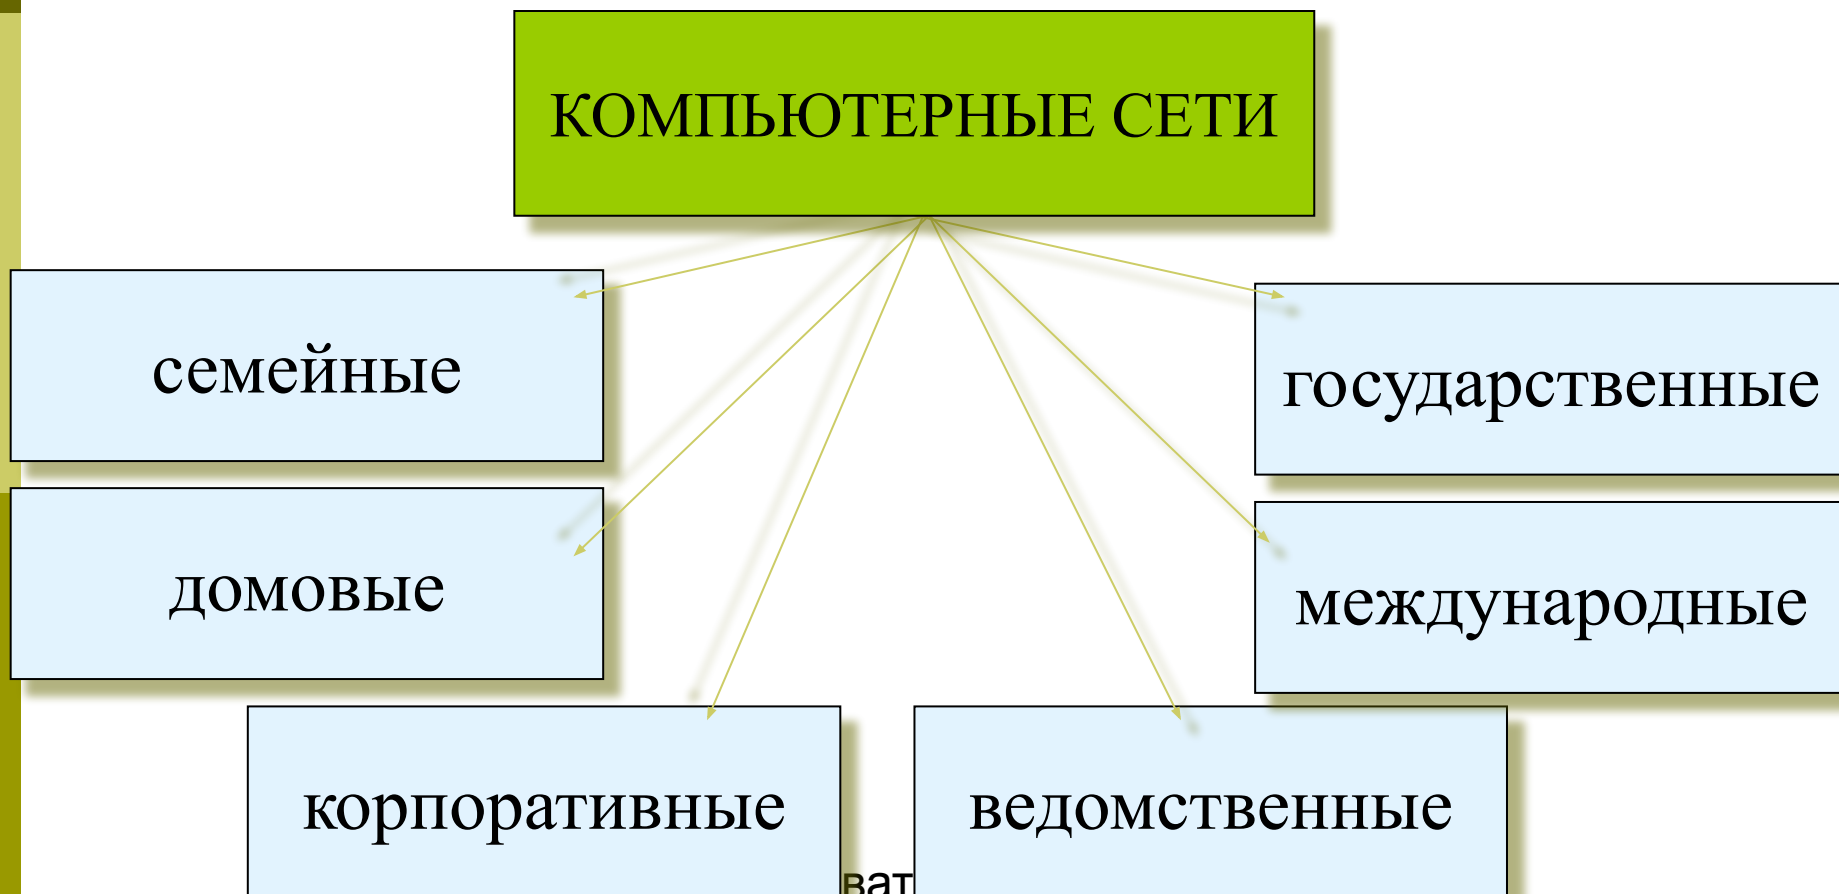 КОМПЬЮТЕРНЫЕ СЕТИ
семейные
государственные
домовые
международные
корпоративные
ведомственные